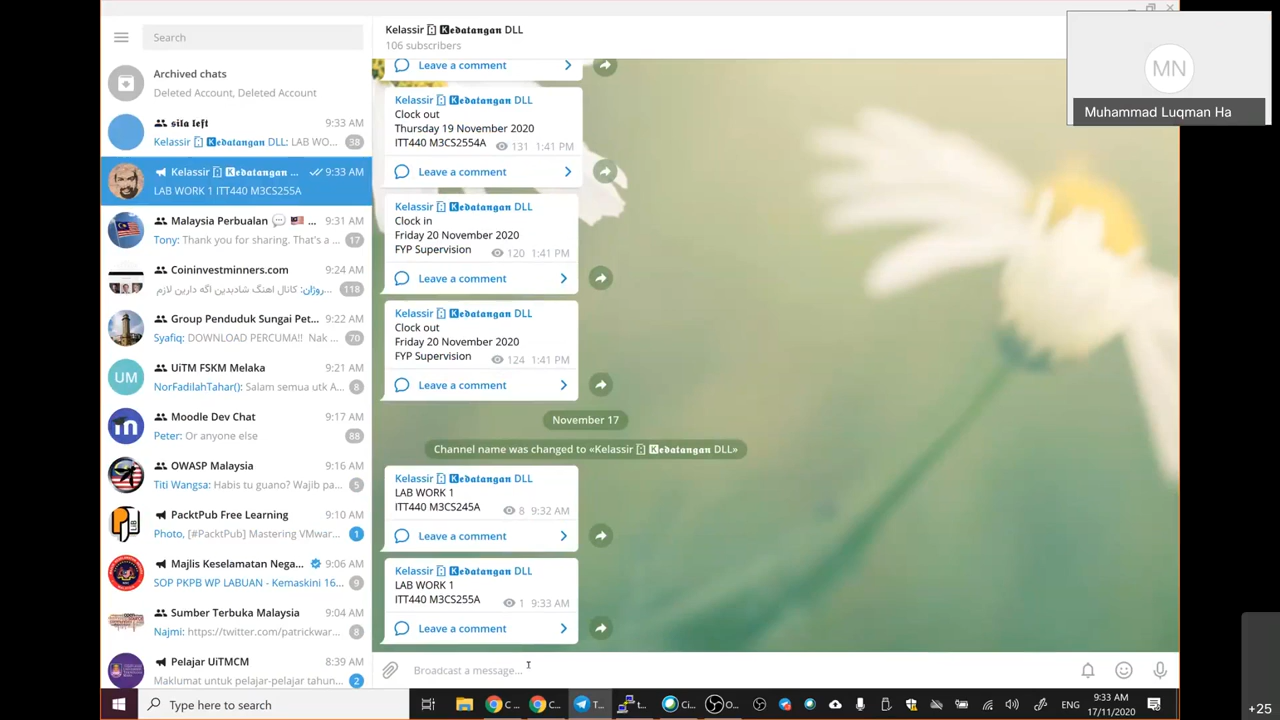 Search
Archived chats
Deleted Account, Deleted Account
sila left 9:33 AM
Kelassir Kedatangan DLL: LAB WO... 38
Kelassir Kedatangan ... 9:33 AM
LAB WORK 1 ITT440 M3CS255A
Malaysia Perbualan 💬 🇲🇾 ... 9:31 AM
Tony: Thank you for sharing. That's a ... 17
Coininvestminners.com 9:24 AM
روژان: کانال اهنگ شادبدین اگه دارین لازم... 118
Group Penduduk Sungai Pet... 9:22 AM
Syafiq: DOWNLOAD PERCUMA!! Nak ... 70
UM
UiTM FSKM Melaka 9:21 AM
NorFadilahTahar(): Salam semua utk A... 8
Moodle Dev Chat 9:17 AM
Peter: Or anyone else 88
OWASP Malaysia 9:16 AM
Titi Wangsa: Habis tu guano? Wajib pa... 5
PacktPub Free Learning 9:10 AM
Photo, [#PacktPub] Mastering VMwar... 1
Majlis Keselamatan Nega... 9:06 AM
SOP PKPB WP LABUAN - Kemaskini 16... 9
Sumber Terbuka Malaysia 9:04 AM
Najmi: https://twitter.com/patrickwar... 8
Pelajar UiTMCM 8:39 AM
Maklumat untuk pelajar-pelajar tahun... 2
Kelassir Kedatangan DLL
106 subscribers
Leave a comment
Kelassir Kedatangan DLL
Clock out
Thursday 19 November 2020
ITT440 M3CS2554A 131 1:41 PM
Leave a comment
Kelassir Kedatangan DLL
Clock in
Friday 20 November 2020
FYP Supervision 120 1:41 PM
Leave a comment
Kelassir Kedatangan DLL
Clock out
Friday 20 November 2020
FYP Supervision 124 1:41 PM
Leave a comment
November 17
Channel name was changed to «Kelassir Kedatangan DLL»
Kelassir Kedatangan DLL
LAB WORK 1
ITT440 M3CS245A 8 9:32 AM
Leave a comment
Kelassir Kedatangan DLL
LAB WORK 1
ITT440 M3CS255A 1 9:33 AM
Leave a comment
Broadcast a message...
MN
Muhammad Luqman Ha
+25
Type here to search
C...
C...
T...
t...
Ci...
O...
ENG
9:33 AM
17/11/2020